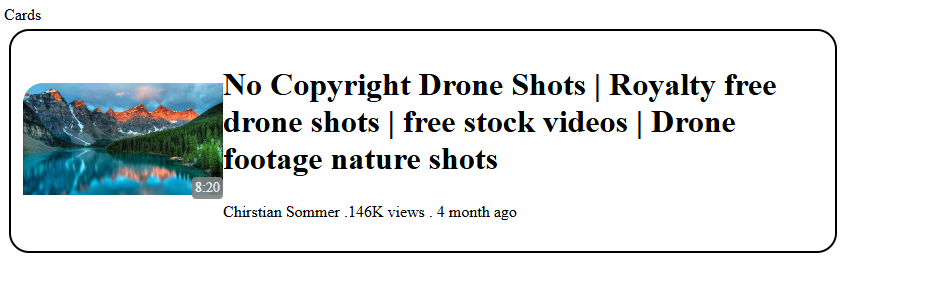 Cards
No Copyright Drone Shots | Royalty free
drone shots | free stock videos | Drone
footage nature shots
8:20
Chirstian Sommer .146K views . 4 month ago